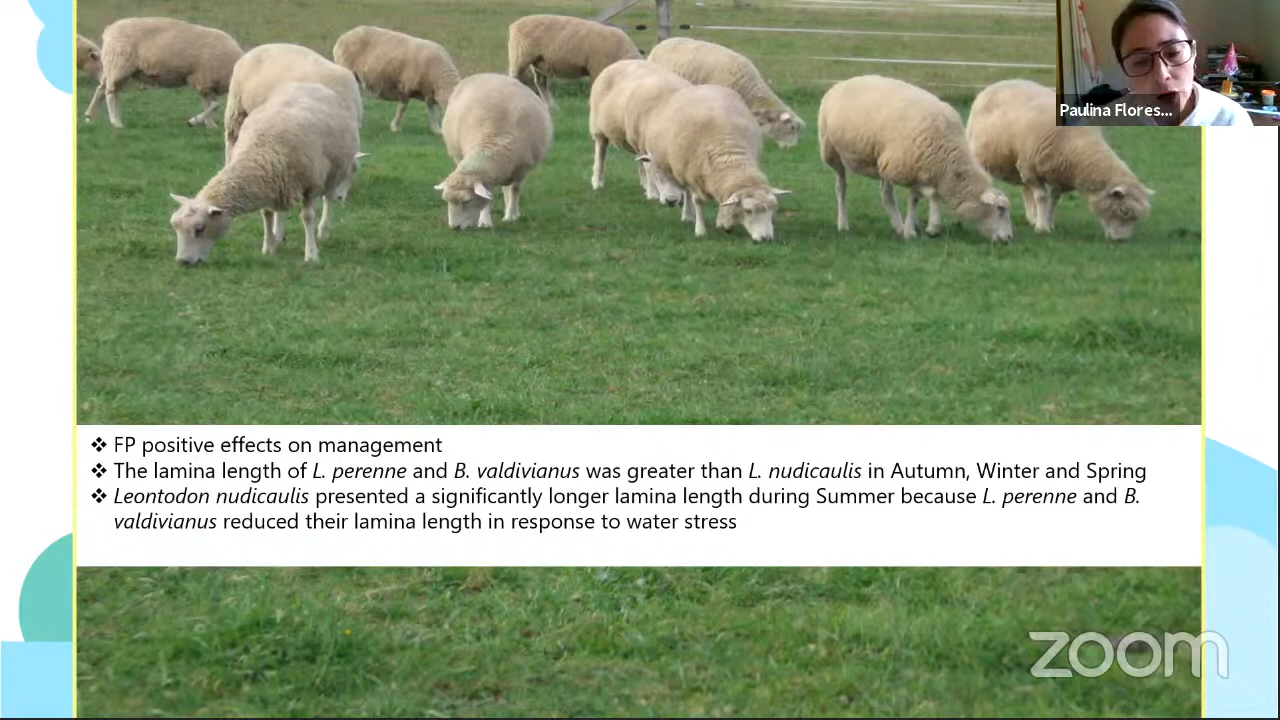 Paulina Flores...
❖ FP positive effects on management
❖ The lamina length of L. perenne and B. valdivianus was greater than L. nudicaulis in Autumn, Winter and Spring
❖ Leontodon nudicaulis presented a significantly longer lamina length during Summer because L. perenne and B.
valdivianus reduced their lamina length in response to water stress
zoom